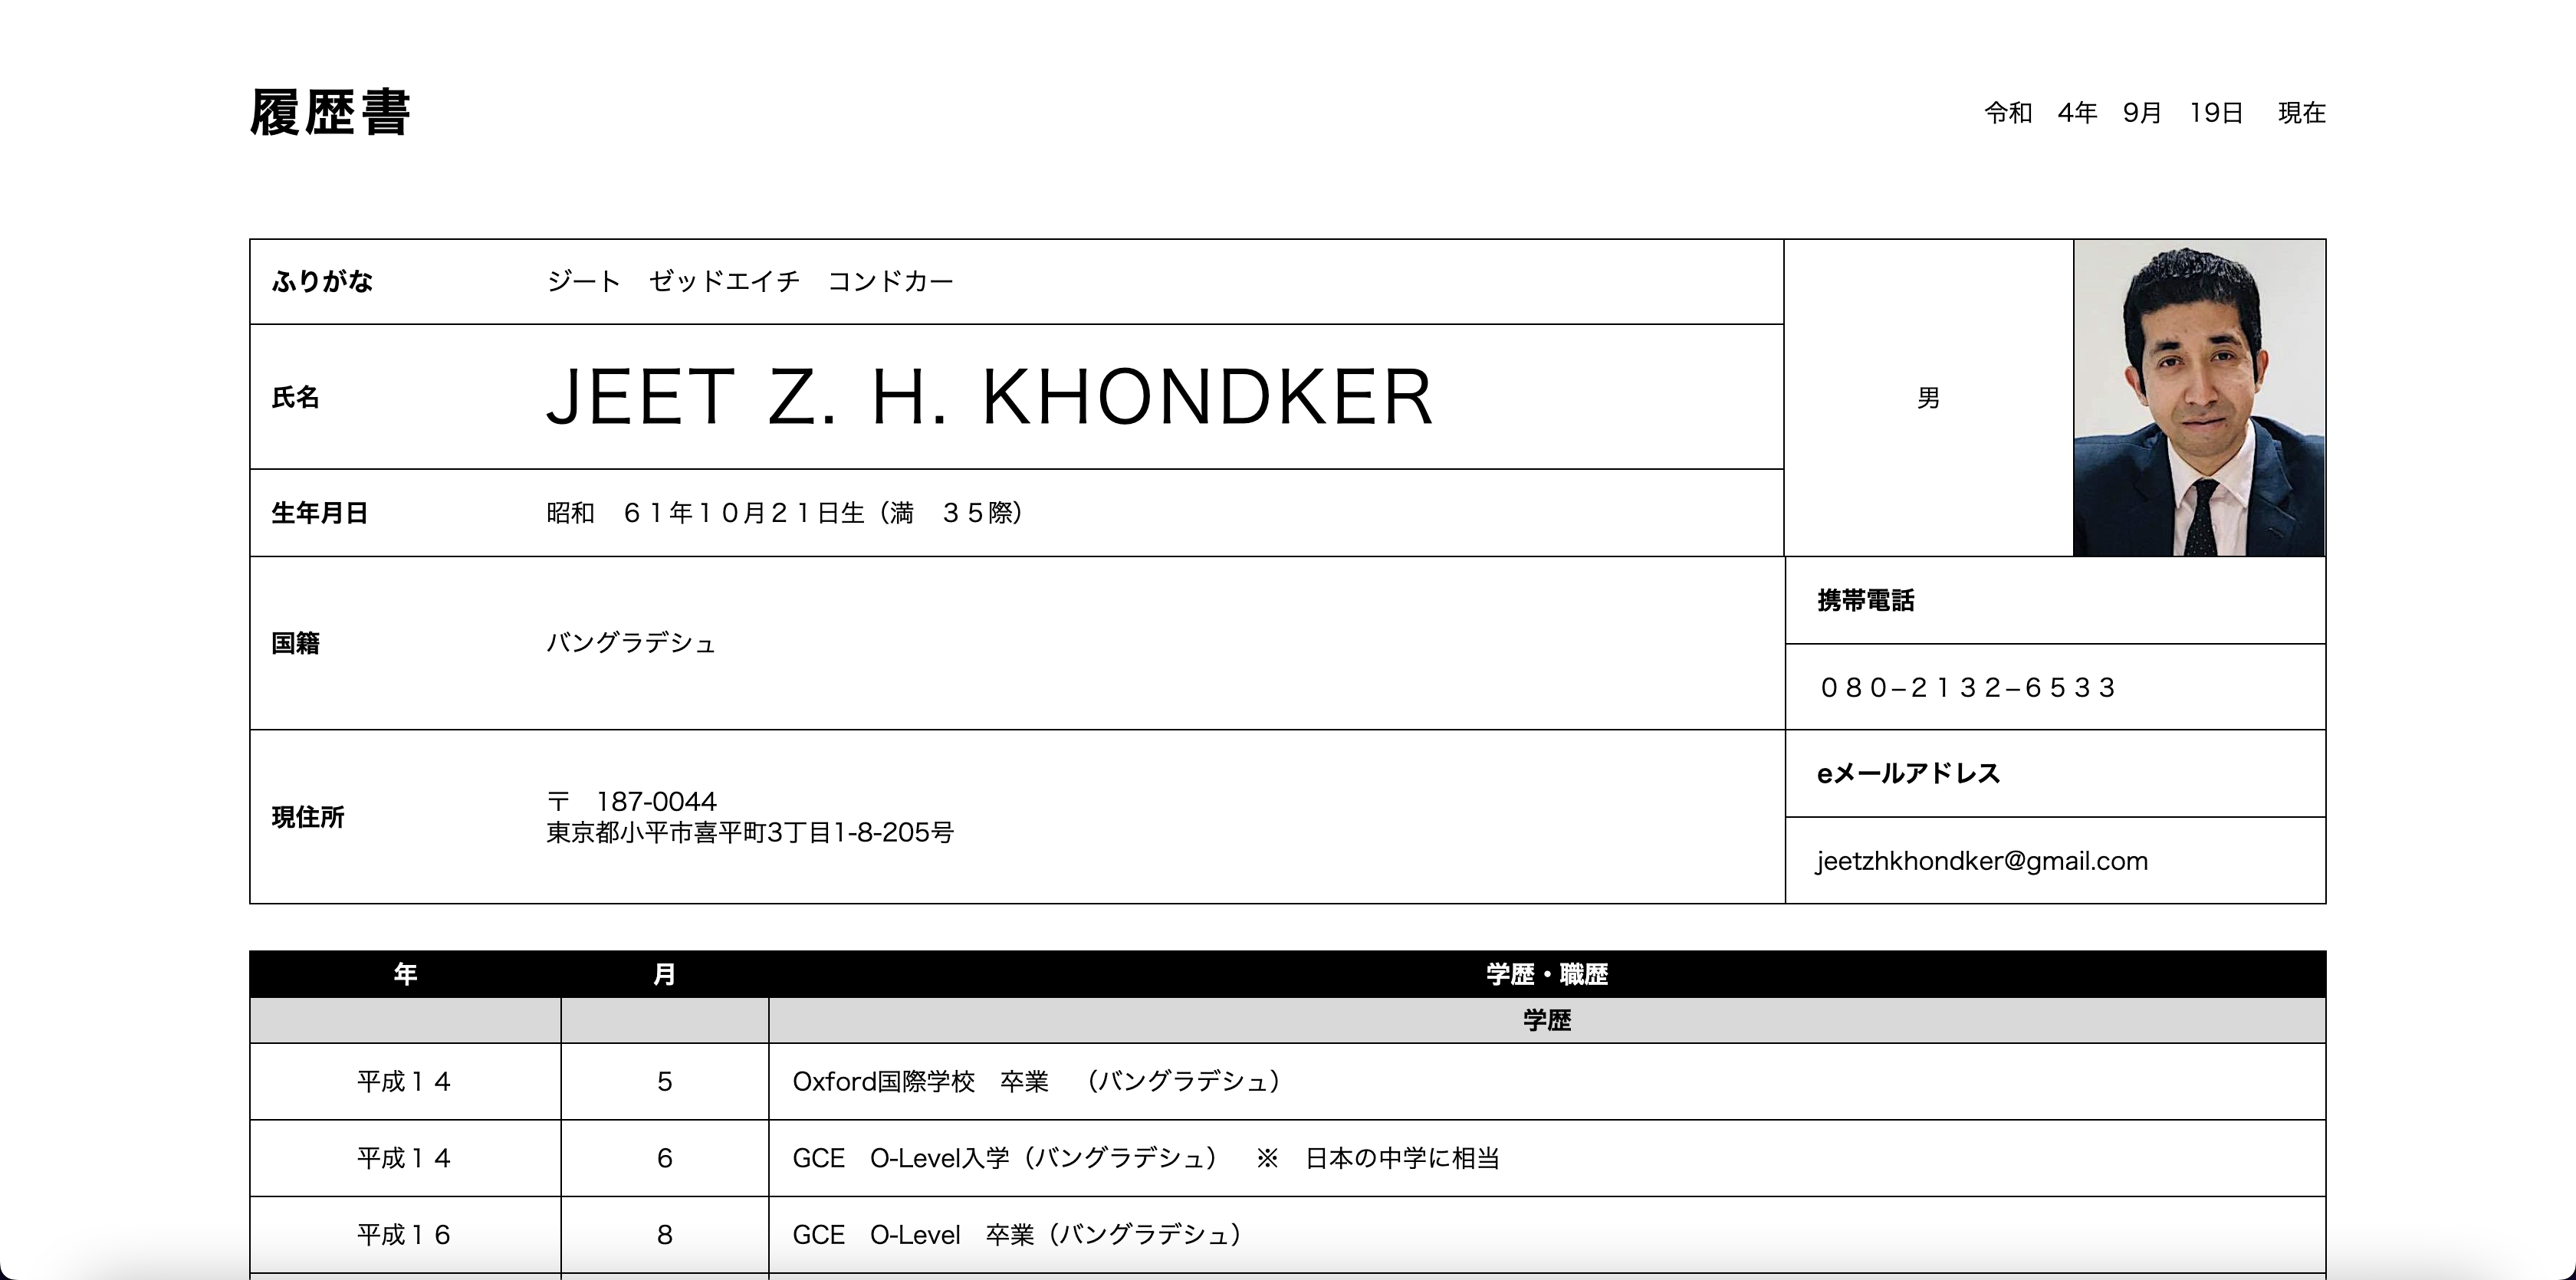 履歴書
令和　4年　9月　19日　現在
ふりがな　ジート　ゼッドエイチ　コンドカー
氏名　JEET Z. H. KHONDKER
男
生年月日　昭和　６１年１０月２１日生（満　３５際）
国籍　バングラデシュ
携帯電話
０８０−２１３２−６５３３
現住所　〒　187-0044
東京都小平市喜平町3丁目1-8-205号
eメールアドレス
jeetzhkhondker@gmail.com
年　月　学歴・職歴
学歴
平成１４　5　Oxford国際学校　卒業　（バングラデシュ）
平成１４　6　GCE　O-Level入学（バングラデシュ）　※　日本の中学に相当
平成１６　8　GCE　O-Level　卒業（バングラデシュ）